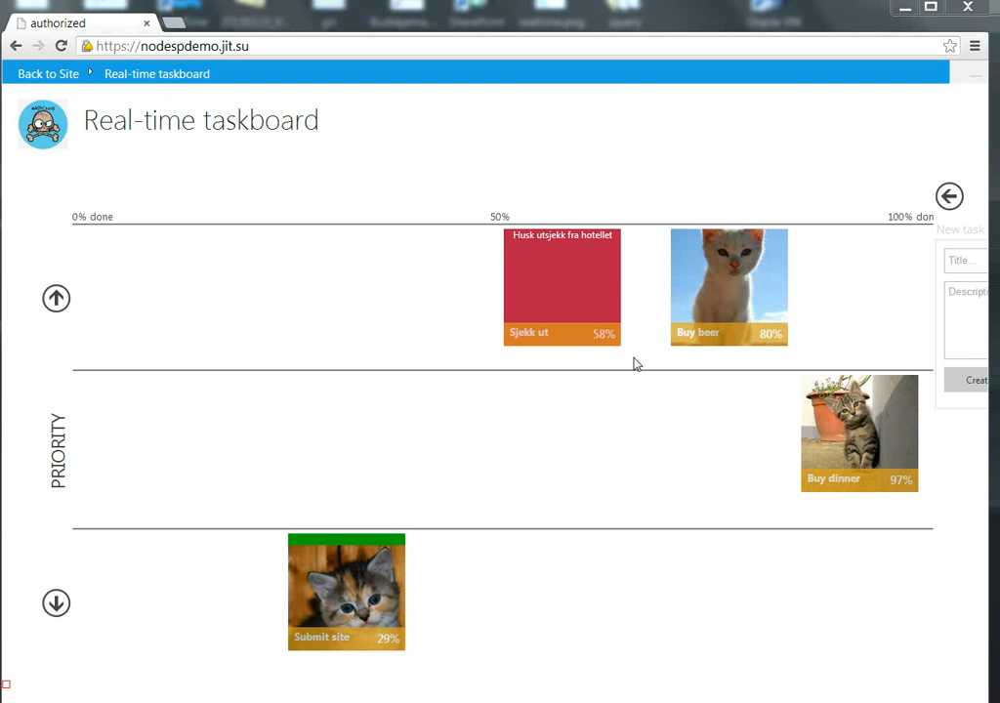 authorized
https://nodespdemo.jit.su
Back to Site
Real-time taskboard
Real-time taskboard
0% done
50%
100% don
New task
Title...
Descripti
Creat
Husk utsjekk fra hotellet
Sjekk ut
58%
Buy beer
80%
PRIORITY
Buy dinner
97%
Submit site
29%